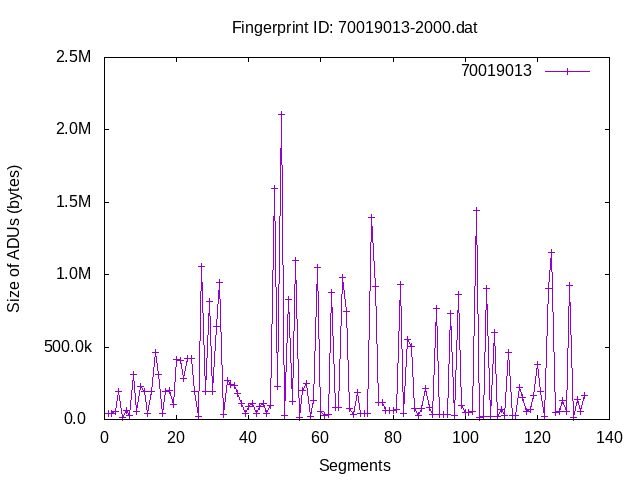 Fingerprint ID: 70019013-2000.dat
70019013
Size of ADUs (bytes)
2.5M
2.0M
1.5M
1.0M
500.0k
0.0
0 20 40 60 80 100 120 140
Segments